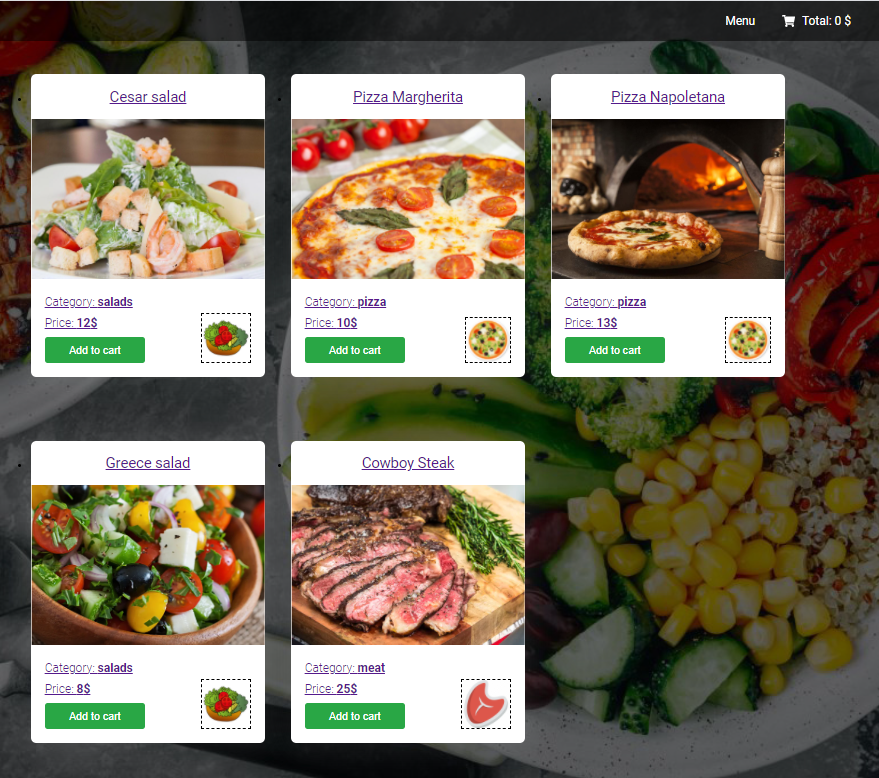 Menu
Total: 0 $
Cesar salad
Pizza Margherita
Pizza Napoletana
Category: salads
Price: 12$
Add to cart
Category: pizza
Price: 10$
Add to cart
Category: pizza
Price: 13$
Add to cart
Greece salad
Cowboy Steak
Category: salads
Price: 8$
Add to cart
Category: meat
Price: 25$
Add to cart